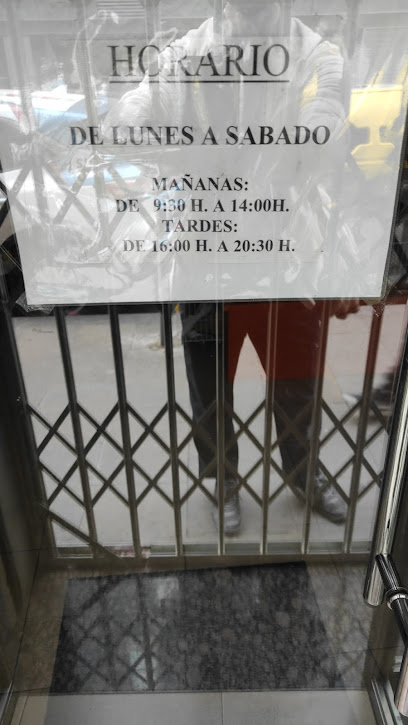 HORARIO
DE LUNES A SABADO
MAÑANAS:
DE 9:30 H. A 14:00H.
TARDES:
DE 16:00 H. A 20:30 H.